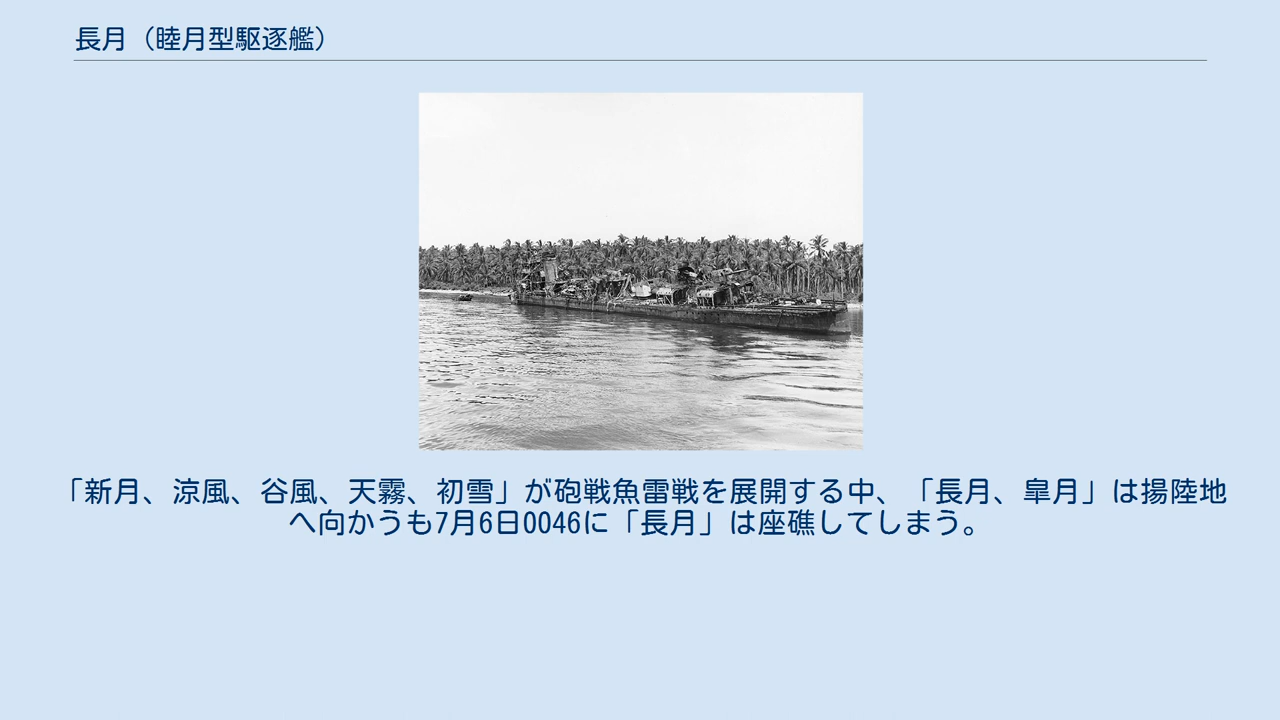 長月（睦月型駆逐艦）
「新月、涼風、谷風、天霧、初雪」が砲戦魚雷戦を展開する中、「長月、皐月」は揚陸地
へ向かうも7月6日0046に「長月」は座礁してしまう。